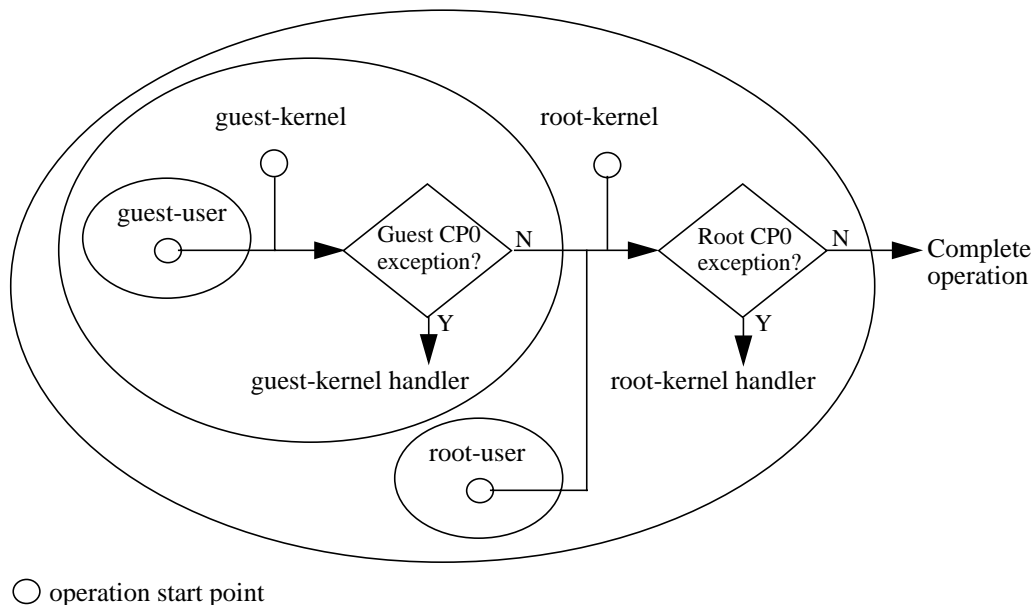 guest-kernel
root-kernel
guest-user
Guest CP0
exception?
N
Root CP0
exception?
N
Complete
operation
Y
Y
guest-kernel handler
root-kernel handler
root-user
operation start point